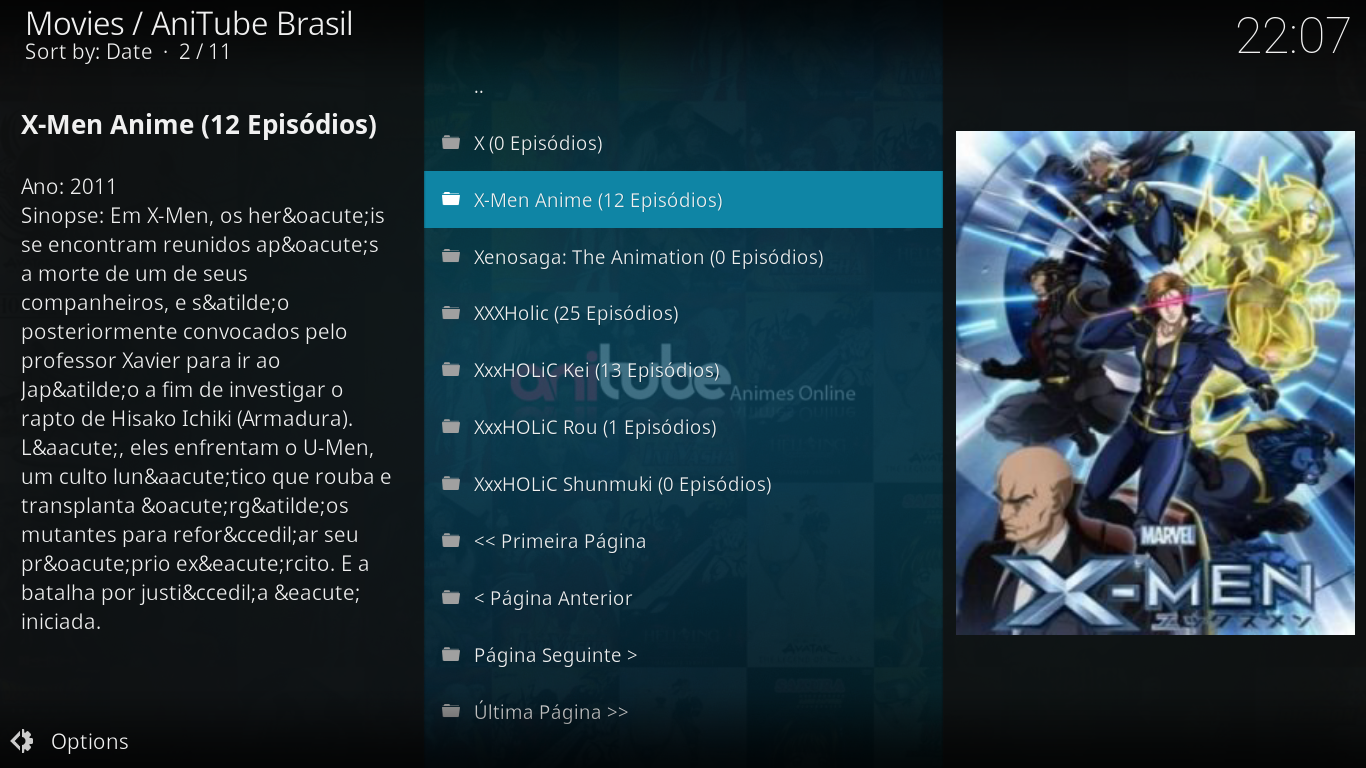 Movies / AniTube Brasil
Sort by: Date · 2 / 11
22:07
X-Men Anime (12 Episódios)
Ano: 2011
Sinopse: Em X-Men, os her&oacute;is
se encontram reunidos ap&oacute;s
a morte de um de seus
companheiros, e s&atilde;o
posteriormente convocados pelo
professor Xavier para ir ao
Jap&atilde;o a fim de investigar o
rapto de Hisako Ichiki (Armadura).
L&aacute;, eles enfrentam o U-Men,
um culto lun&aacute;tico que rouba e
transplanta &oacute;rg&atilde;os
mutantes para refor&ccedil;ar seu
pr&oacute;prio ex&eacute;rcito. E a
batalha por justi&ccedil;a &eacute;
iniciada.
..
X (0 Episódios)
X-Men Anime (12 Episódios)
Xenosaga: The Animation (0 Episódios)
XXXHolic (25 Episódios)
XxxHOLiC Kei (13 Episódios)
XxxHOLiC Rou (1 Episódios)
XxxHOLiC Shunmuki (0 Episódios)
<< Primeira Página
< Página Anterior
Página Seguinte >
Última Página >>
anitube Animes Online
MARVEL
X-MEN
エックスメン
Options